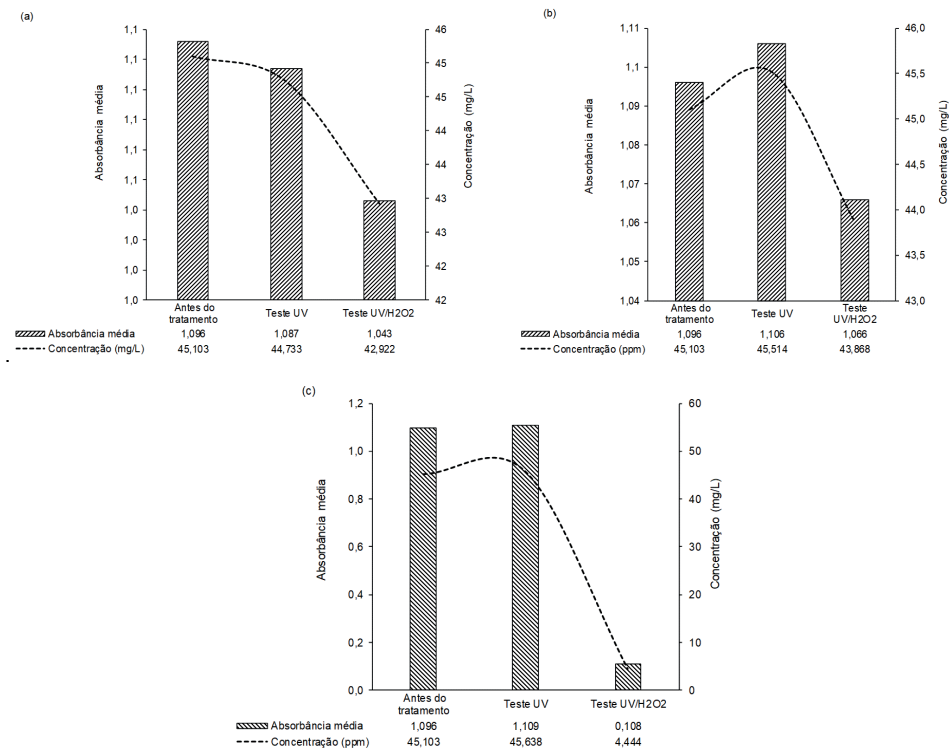 (a)
Absorbância média
1,1
1,1
1,1
1,1
1,1
1,1
1,0
1,0
1,0
1,0
46
45
45
44
44
43
43
42
42
Concentração (mg/L)
Antes do
tratamento
Teste UV
Teste UV/H2O2
Absorbância média 1,096 1,087 1,043
Concentração (mg/L) 45,103 44,733 42,922
(b)
Absorbância média
1,11
1,1
1,09
1,08
1,07
1,06
1,05
1,04
46,0
45,5
45,0
44,5
44,0
43,5
43,0
Concentração (mg/L)
Antes do
tratamento
Teste UV
Teste
UV/H2O2
Absorbância média 1,096 1,106 1,066
Concentração (ppm) 45,103 45,514 43,868
(c)
Absorbância média
1,2
1,0
0,8
0,6
0,4
0,2
0,0
60
50
40
30
20
10
0
Concentração (mg/L)
Antes do
tratamento
Teste UV
Teste UV/H2O2
Absorbância média 1,096 1,109 0,108
Concentração (ppm) 45,103 45,638 4,444